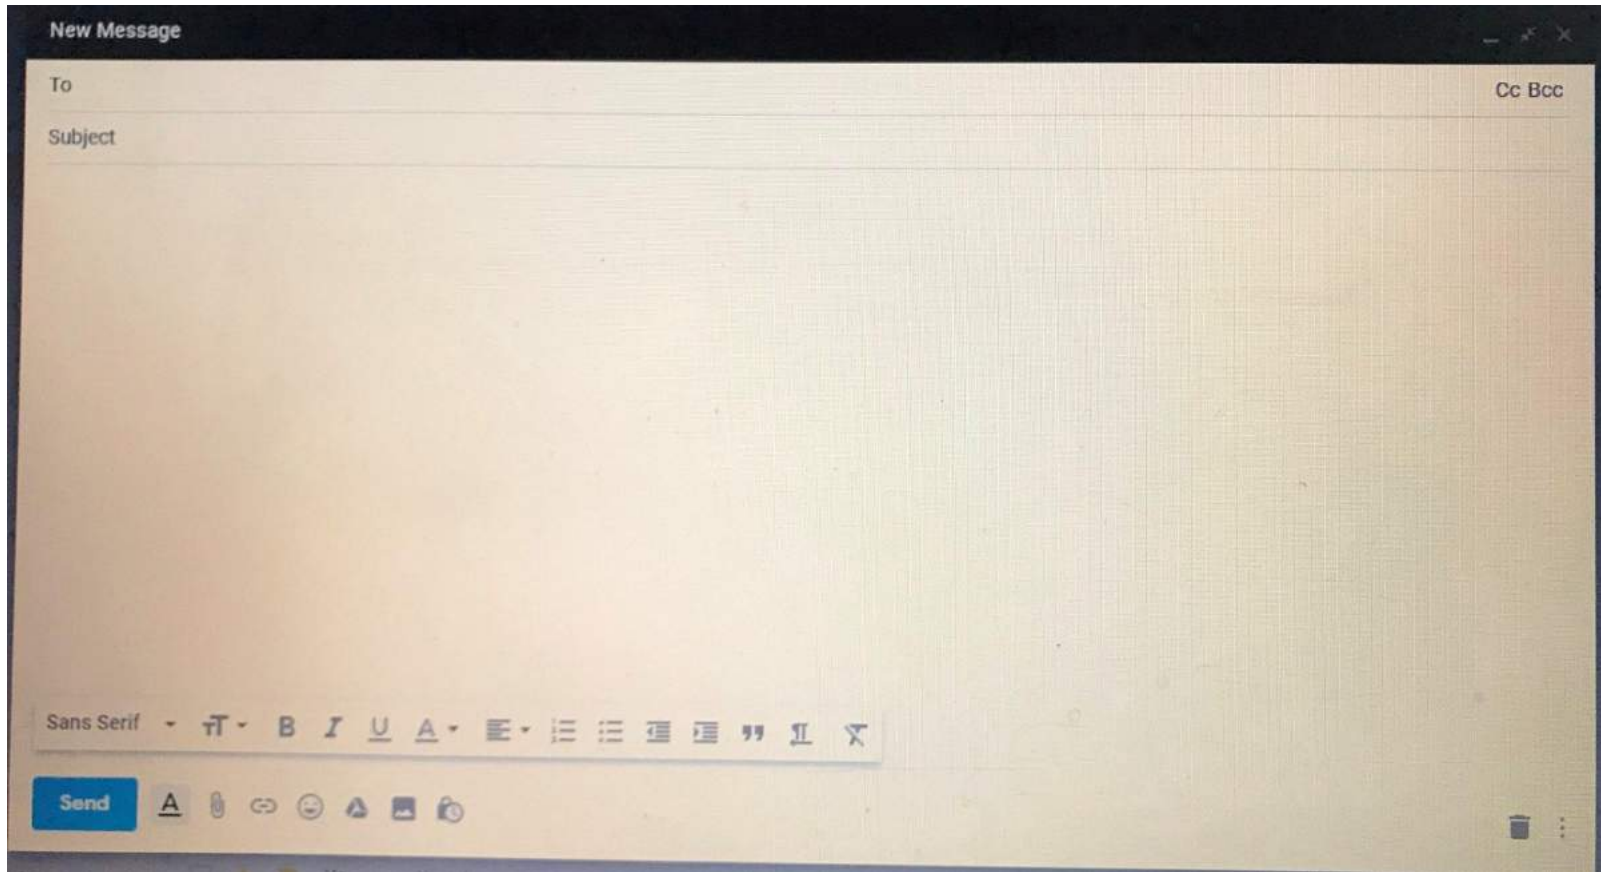 New Message
To
Cc Bcc
Subject
Sans Serif
Send